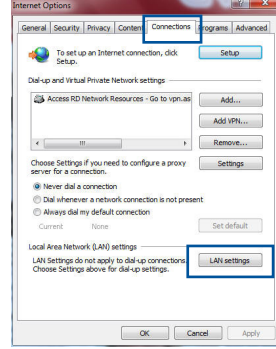 Internet Options
General Security Privacy Content Connections Programs Advanced
To set up an Internet connection, click
Setup.
Setup
Dial-up and Virtual Private Network settings
Access RD Network Resources - Go to vpn.as
Add...
Add VPN...
Remove...
Choose Settings if you need to configure a proxy
server for a connection.
Settings
Never dial a connection
Dial whenever a network connection is not present
Always dial my default connection
Current None
Set default
Local Area Network (LAN) settings
LAN Settings do not apply to dial-up connections.
Choose Settings above for dial-up settings.
LAN settings
OK Cancel Apply